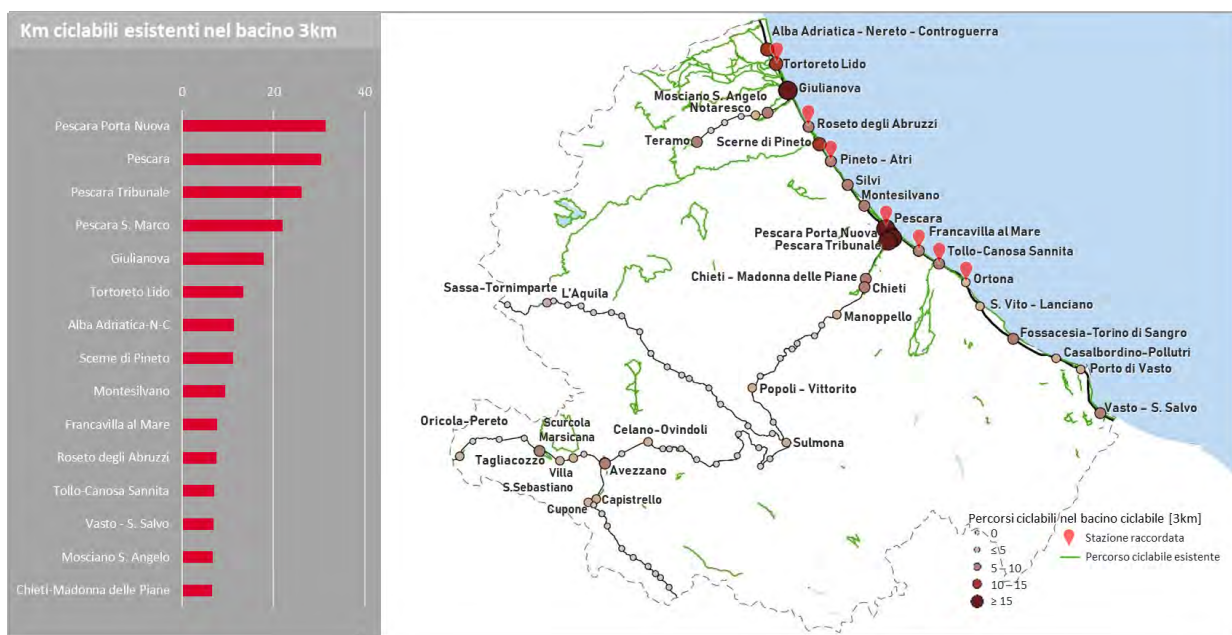 Km ciclabili esistenti nel bacino 3km
0 20 40
Pescara Porta Nuova
Pescara
Pescara Tribunale
Pescara S. Marco
Giulianova
Tortoreto Lido
Alba Adriatica-N-C
Scerne di Pineto
Montesilvano
Francavilla al Mare
Roseto degli Abruzzi
Tollo-Canosa Sannita
Vasto - S. Salvo
Mosciano S. Angelo
Chieti-Madonna delle Piane
Alba Adriatica - Nereto - Controguerra
Tortoreto Lido
Giulianova
Mosciano S. Angelo
Notaresco
Roseto degli Abruzzi
Teramo
Scerne di Pineto
Pineto - Atri
Silvi
Montesilvano
Pescara
Pescara Porta Nuova
Francavilla al Mare
Pescara Tribunale
Tollo-Canosa Sannita
Chieti - Madonna delle Piane
Ortona
Chieti
Sassa-Tornimparte
L'Aquila
S. Vito - Lanciano
Manoppello
Fossacesia-Torino di Sangro
Casalbordino-Pollutri
Porto di Vasto
Popoli - Vittorito
Vasto - S. Salvo
Oricola-Pereto
Scurcola
Marsicana
Celano-Ovindoli
Sulmona
Tagliacozzo
Villa
S.Sebastiano
Avezzano
Capistrello
Cupone
Percorsi ciclabili nel bacino ciclabile [3km]
0
≤ 5
5 - 10
10 - 15
≥ 15
Stazione raccordata
Percorso ciclabile esistente